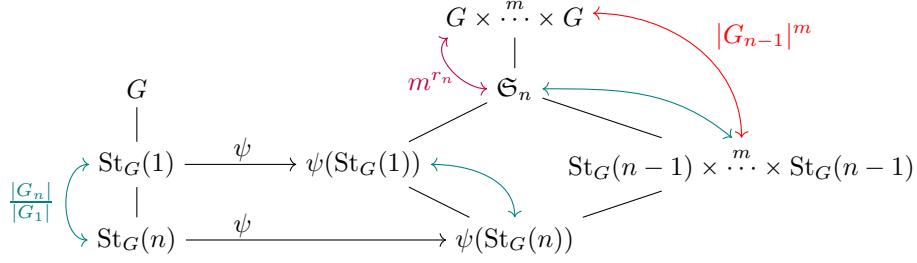 G × ⋯^m × G
|G_{n−1}|^m
m^{r_n}
𝔖_n
G
St_G(1)
ψ
ψ(St_G(1))
St_G(n − 1) × ⋯^m × St_G(n − 1)
|G_n|
|G_1|
St_G(n)
ψ
ψ(St_G(n))